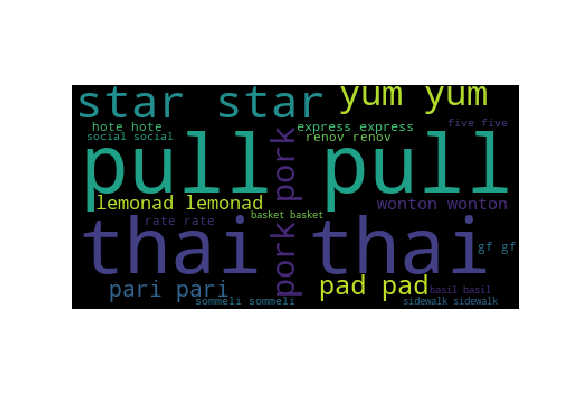 star star
yum yum
hote hote
express express
five five
social social
renov renov
pull pull
pork pork
lemonad lemonad
wonton wonton
basket basket
rate rate
thai thai
pork pork
gf gf
pari pari
pad pad
basil basil
sommeli sommeli
sidewalk sidewalk